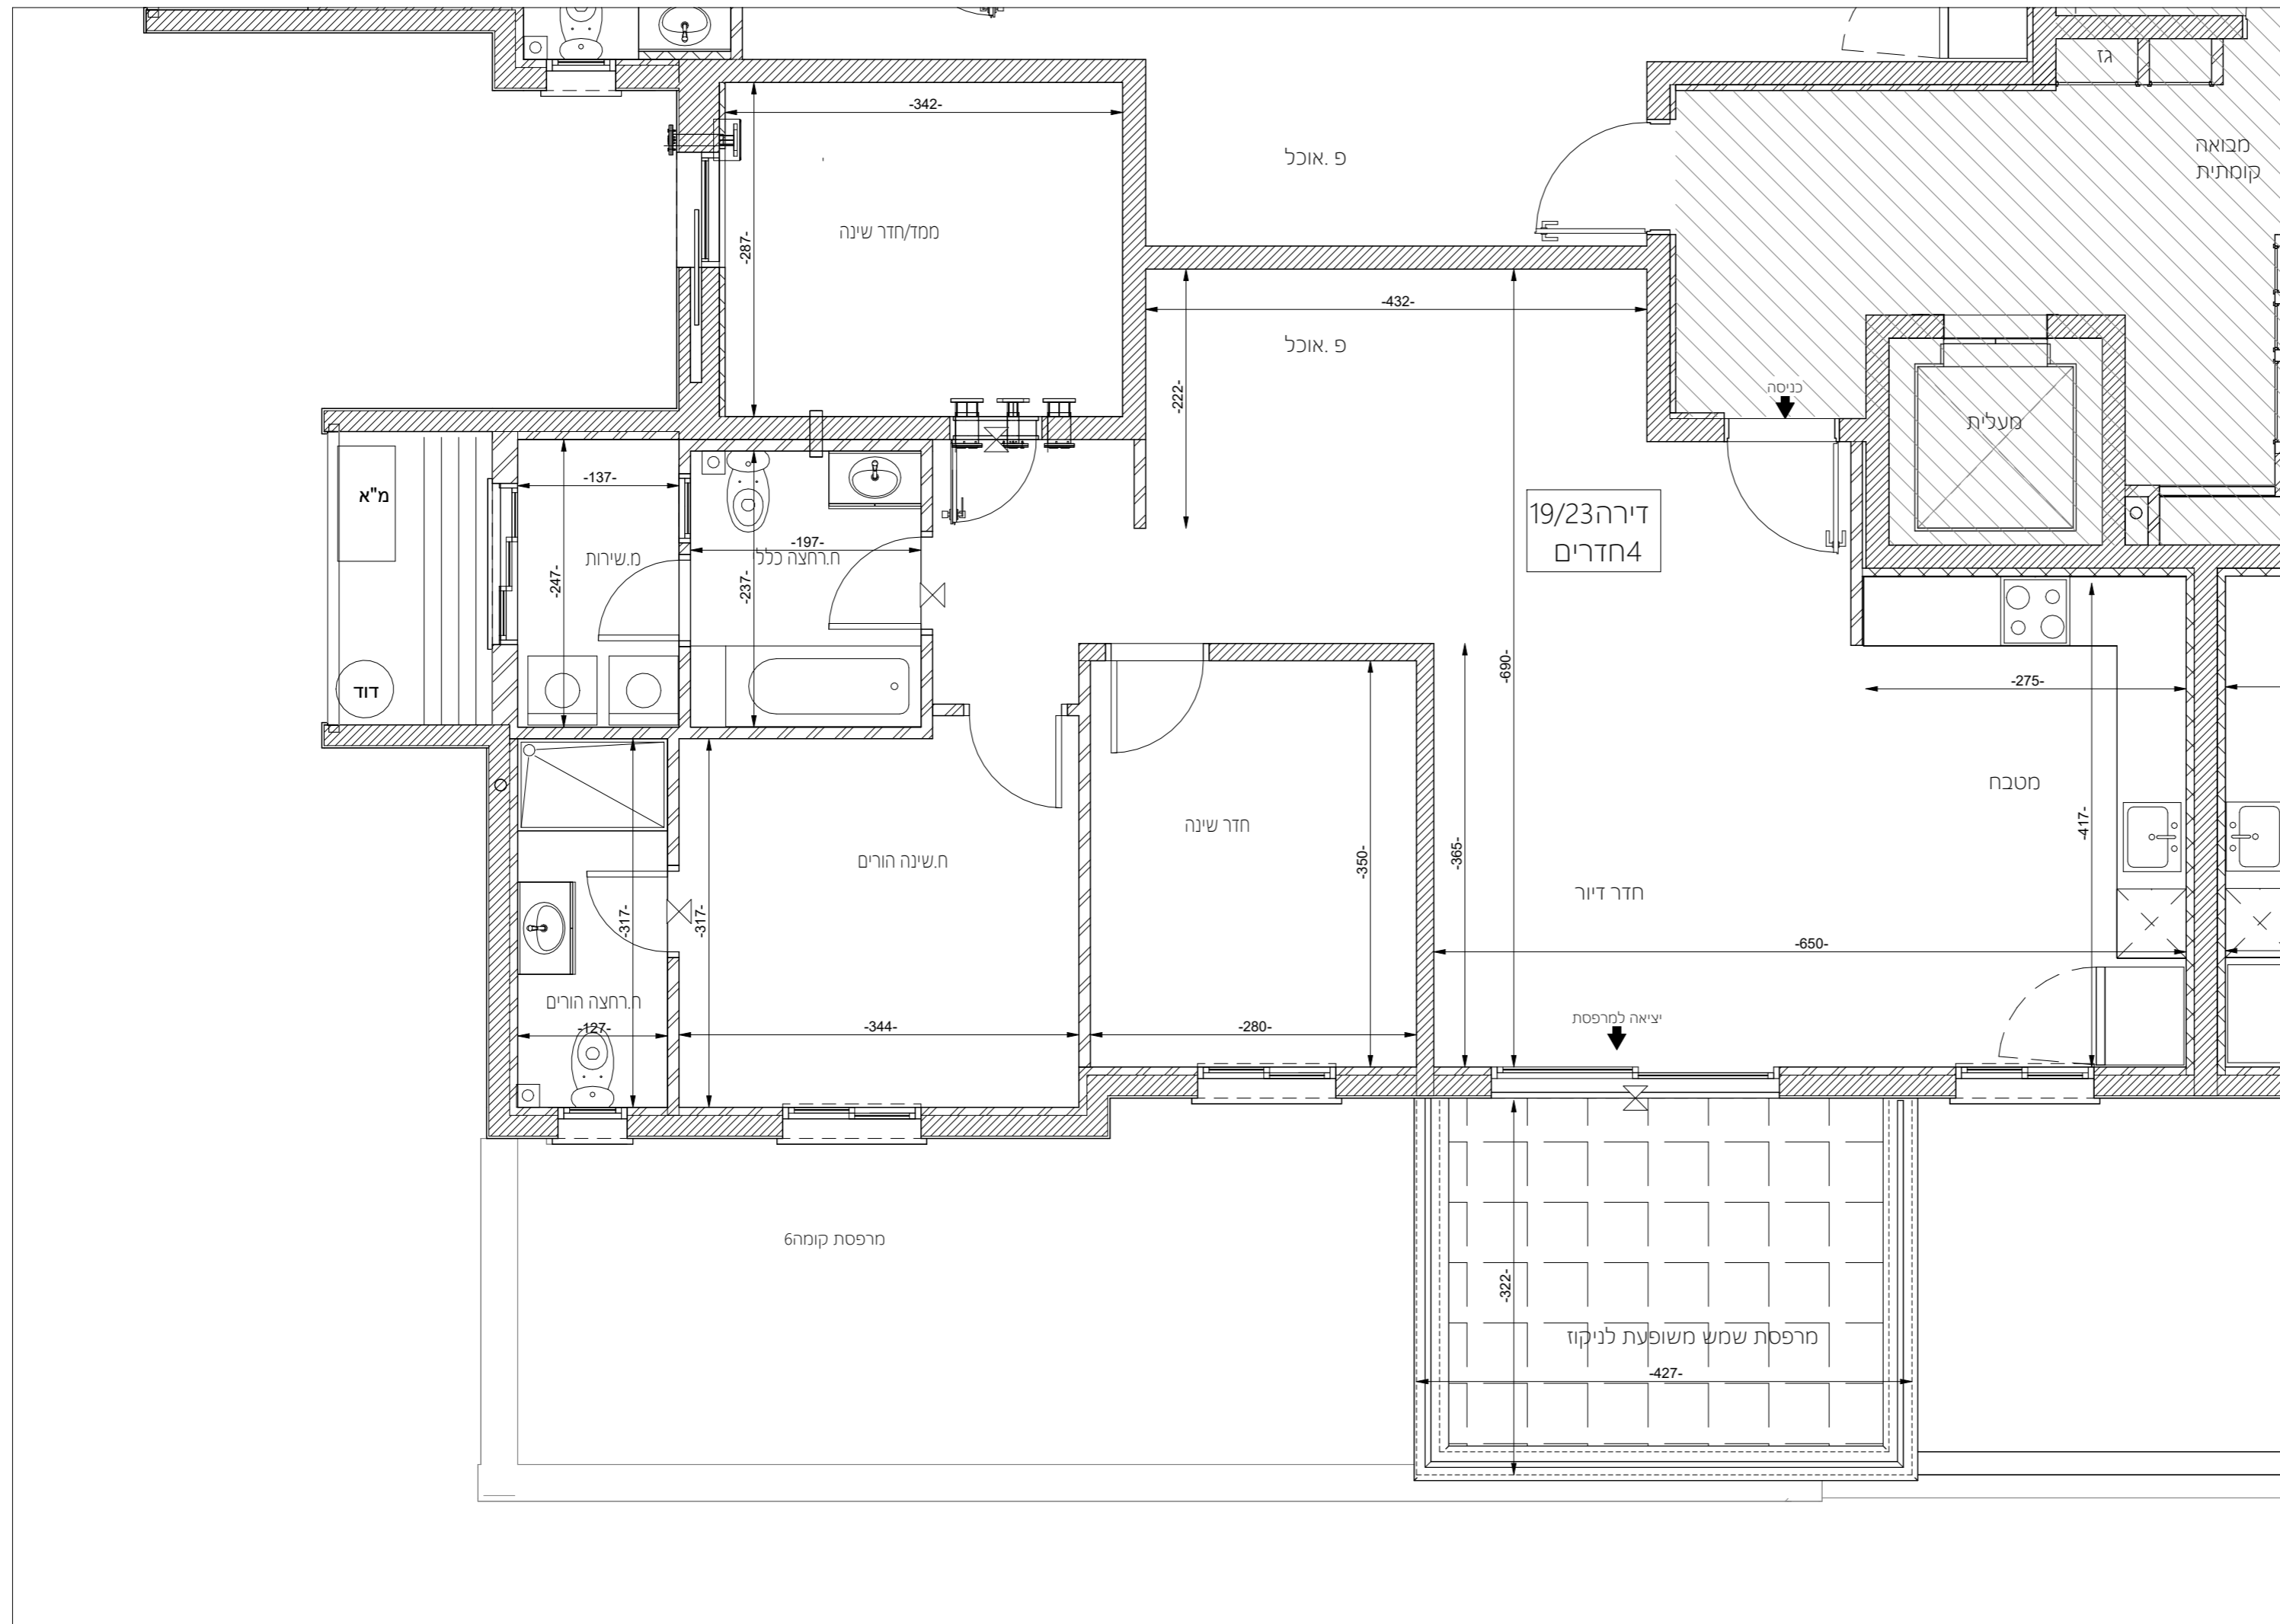 גז
מבואה
קומתית
-342-
פ .אוכל
ממד/חדר שינה
-287-
-432-
פ .אוכל
-222-
כניסה
מעלית
מ"א
-137-
דירה19/23
4חדרים
-197-
ח.רחצה כללי
מ.שירות
-247-
-237-
דוד
-690-
-275-
מטבח
-417-
חדר שינה
-350-
-365-
ח.שינה הורים
חדר דיור
-317-
-317-
-650-
ח.רחצה הורים
-127-
-344-
-280-
יציאה למרפסת
מרפסת קומה6
-322-
מרפסת שמש משופעת לניקוז
-427-